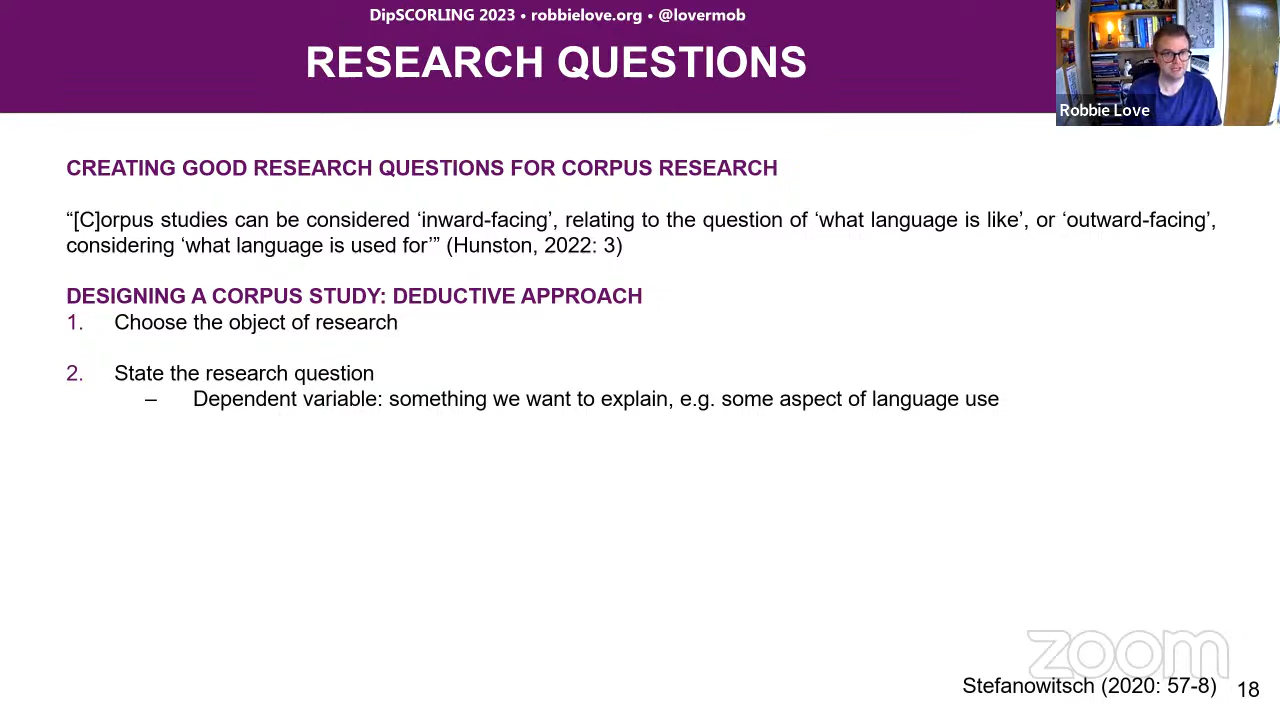 DipSCORLING 2023 • robbielove.org • @lovermob
RESEARCH QUESTIONS
Robbie Love
CREATING GOOD RESEARCH QUESTIONS FOR CORPUS RESEARCH
“[C]orpus studies can be considered ‘inward-facing’, relating to the question of ‘what language is like’, or ‘outward-facing’,
considering ‘what language is used for’” (Hunston, 2022: 3)
DESIGNING A CORPUS STUDY: DEDUCTIVE APPROACH
1. Choose the object of research
2. State the research question
– Dependent variable: something we want to explain, e.g. some aspect of language use
zoom
Stefanowitsch (2020: 57-8) 18